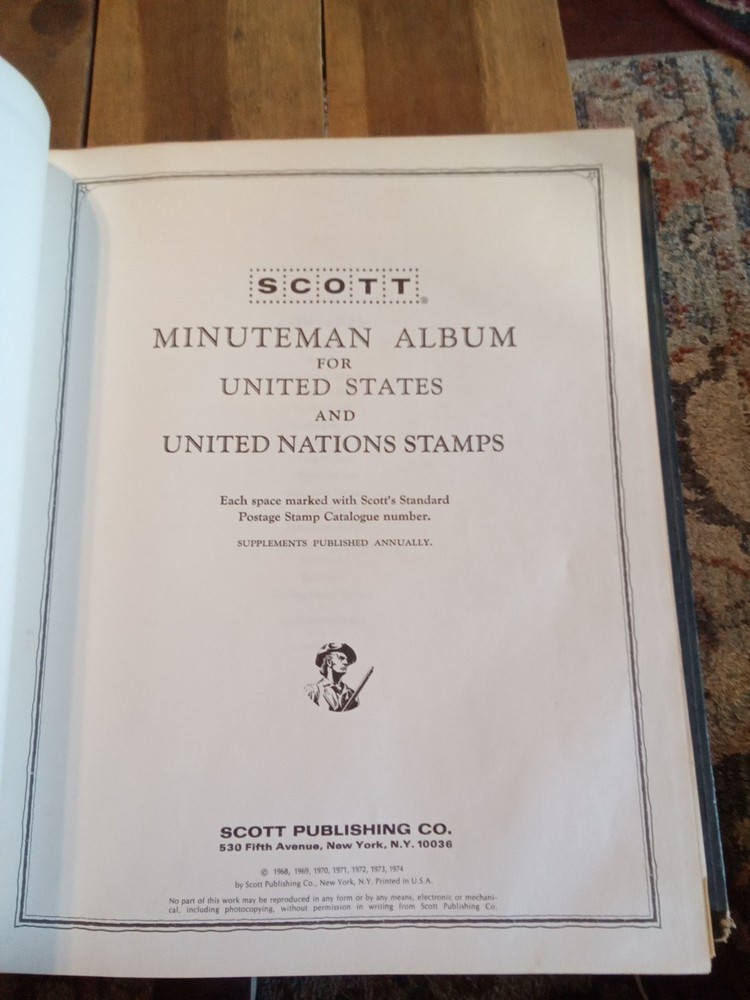 SCOTT®
MINUTEMAN ALBUM
FOR
UNITED STATES
AND
UNITED NATIONS STAMPS
Each space marked with Scott's Standard
Postage Stamp Catalogue number.
SUPPLEMENTS PUBLISHED ANNUALLY.
SCOTT PUBLISHING CO.
530 Fifth Avenue, New York, N.Y. 10036
© 1968, 1969, 1970, 1971, 1972, 1973, 1974
by Scott Publishing Co., New York, N.Y. Printed in U.S.A.
No part of this work may be reproduced in any form or by any means, electronic or mechani-
cal, including photocopying, without permission in writing from Scott Publishing Co.